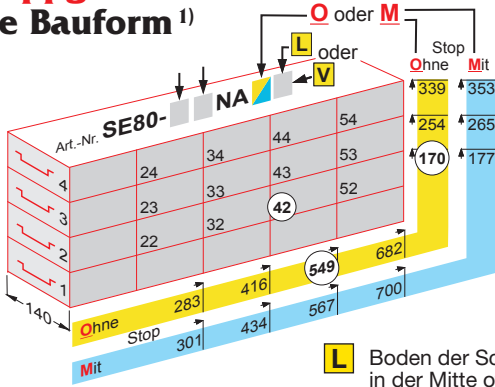 e Bauform 1)
O oder M
L oder
V
Stop
Ohne Mit
Art.-Nr. SE80- NA
339 353
254 265
170 177
4 24 34 44 54
3 23 33 43 53
2 22 32 42 52
1
140
Ohne 283 416 549 682
Stop
Mit 301 434 567 700
L Boden der Sc
in der Mitte o